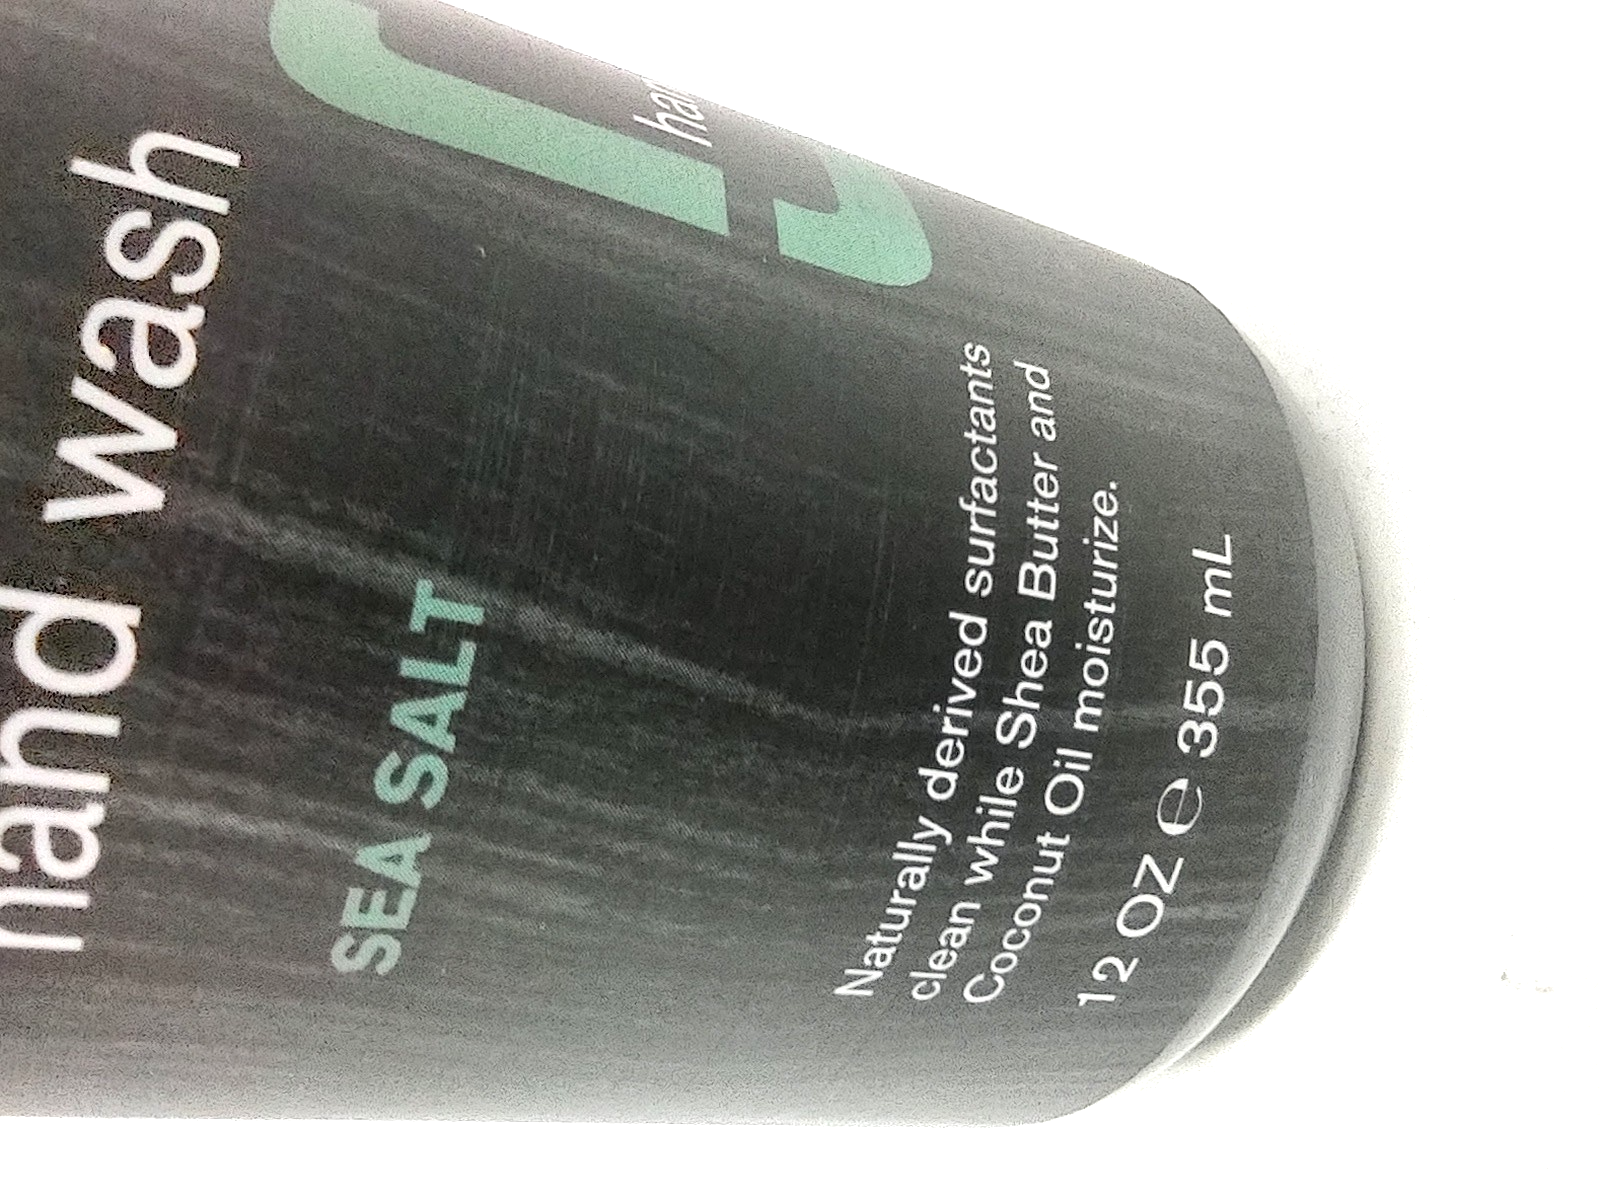 hand wash
SEA SALT
Naturally derived surfactants
clean while Shea Butter and
Coconut Oil moisturize.
12 OZ ℮ 355 mL